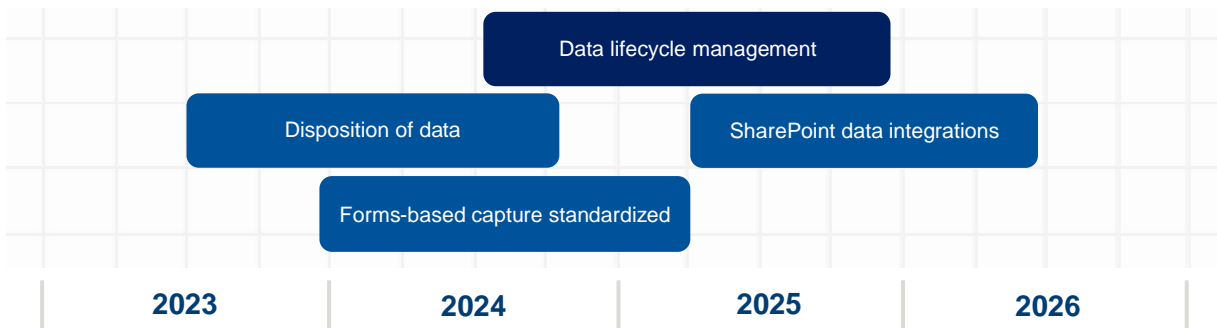 Data lifecycle management
Disposition of data
SharePoint data integrations
Forms-based capture standardized
2023
2024
2025
2026